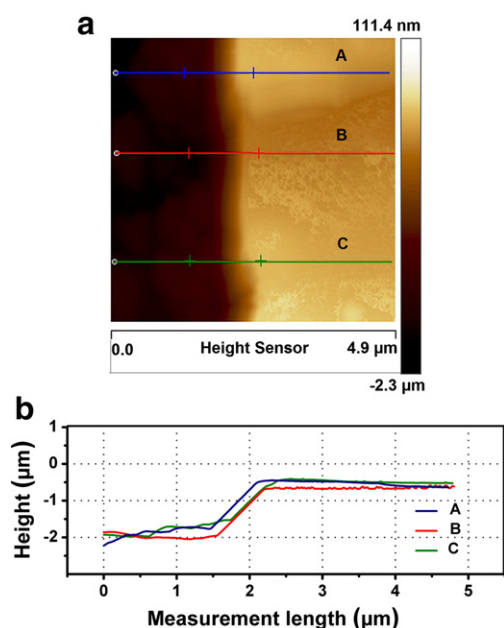 a
111.4 nm
A
B
C
0.0 Height Sensor 4.9 µm
-2.3 µm
b
Height (µm)
1
0
-1
-2
A
B
C
0 1 2 3 4 5
Measurement length (µm)